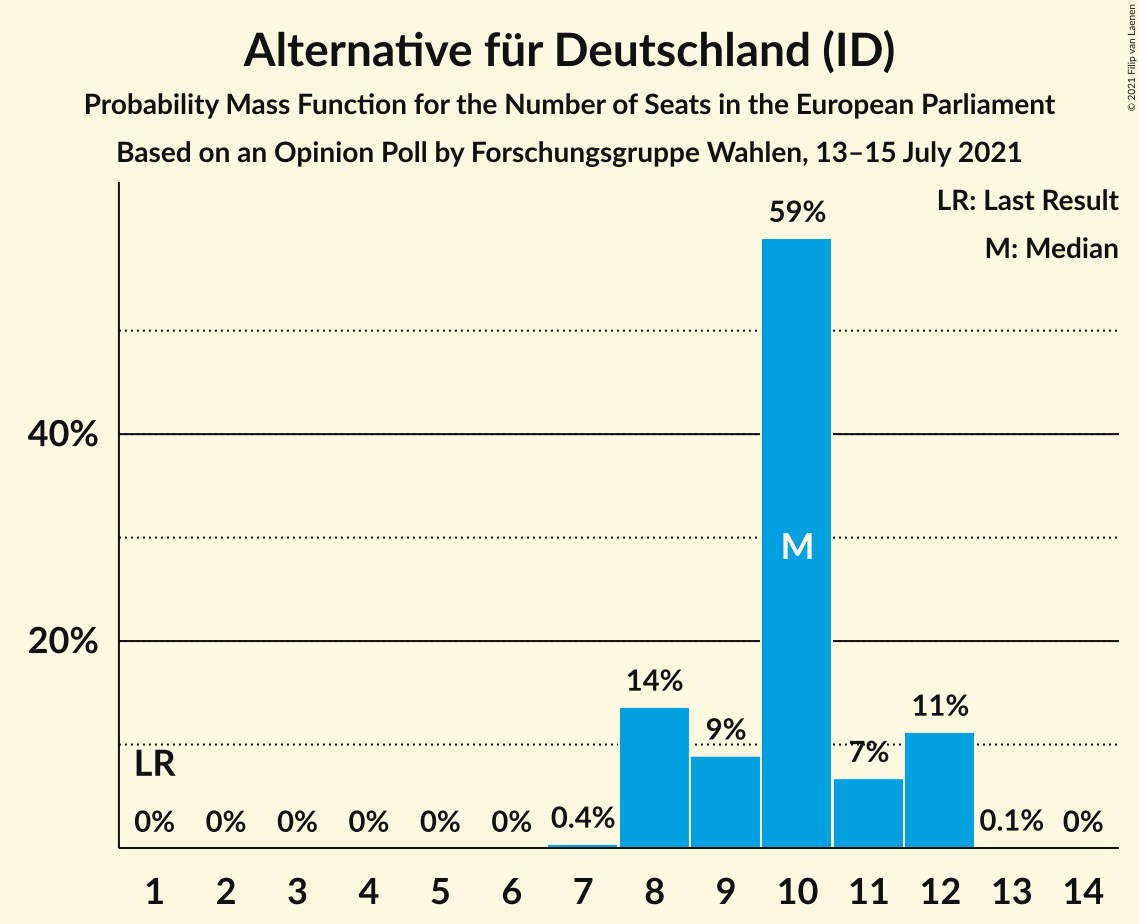 Alternative für Deutschland (ID)
Probability Mass Function for the Number of Seats in the European Parliament
Based on an Opinion Poll by Forschungsgruppe Wahlen, 13–15 July 2021
© 2021 Filip van Laenen
LR: Last Result
M: Median
59%
40%
M
20%
14%
11%
9%
7%
LR
0% 0% 0% 0% 0% 0% 0.4% 0.1% 0%
1 2 3 4 5 6 7 8 9 10 11 12 13 14